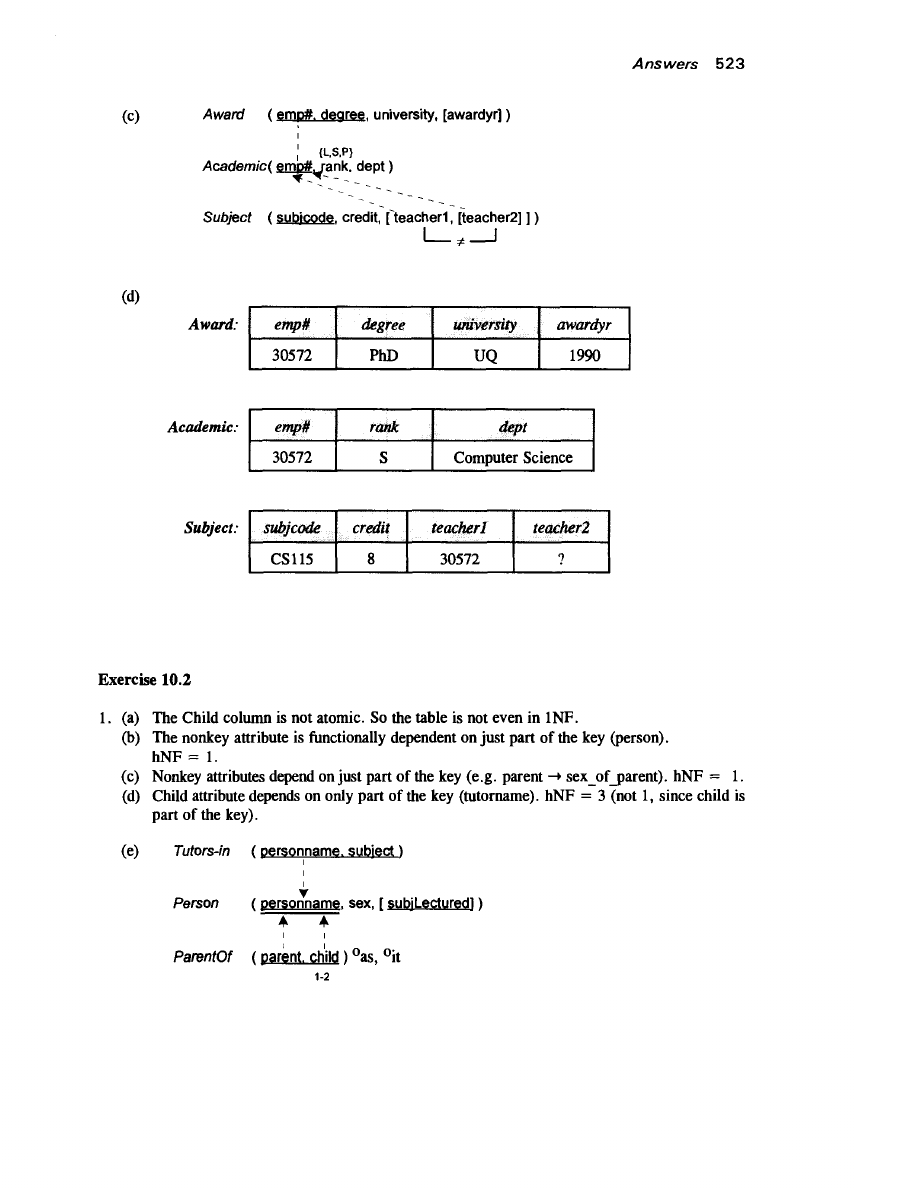 Answers 523
(c) Award ( emp#, degree, university, [awardyr] )
{L,S,P}
Academic( emp#, rank, dept )
Subject ( subjcode, credit, [ teacher1, [teacher2] ] )
≠
(d)
Award: emp# degree university awardyr
30572 PhD UQ 1990
Academic: emp# rank dept
30572 S Computer Science
Subject: subjcode credit teacher1 teacher2
CS115 8 30572 ?
Exercise 10.2
1. (a) The Child column is not atomic. So the table is not even in 1NF.
(b) The nonkey attribute is functionally dependent on just part of the key (person).
hNF = 1.
(c) Nonkey attributes depend on just part of the key (e.g. parent → sex_of_parent). hNF = 1.
(d) Child attribute depends on only part of the key (tutorname). hNF = 3 (not 1, since child is
part of the key).
(e) Tutors-in ( personname, subject )
Person ( personname, sex, [ subjLectured] )
ParentOf ( parent, child ) ºas, ºit
1-2